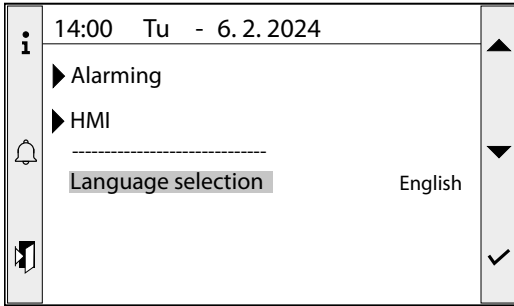 14:00 Tu - 6. 2. 2024
Alarming
HMI
------------------------------
Language selection English
i